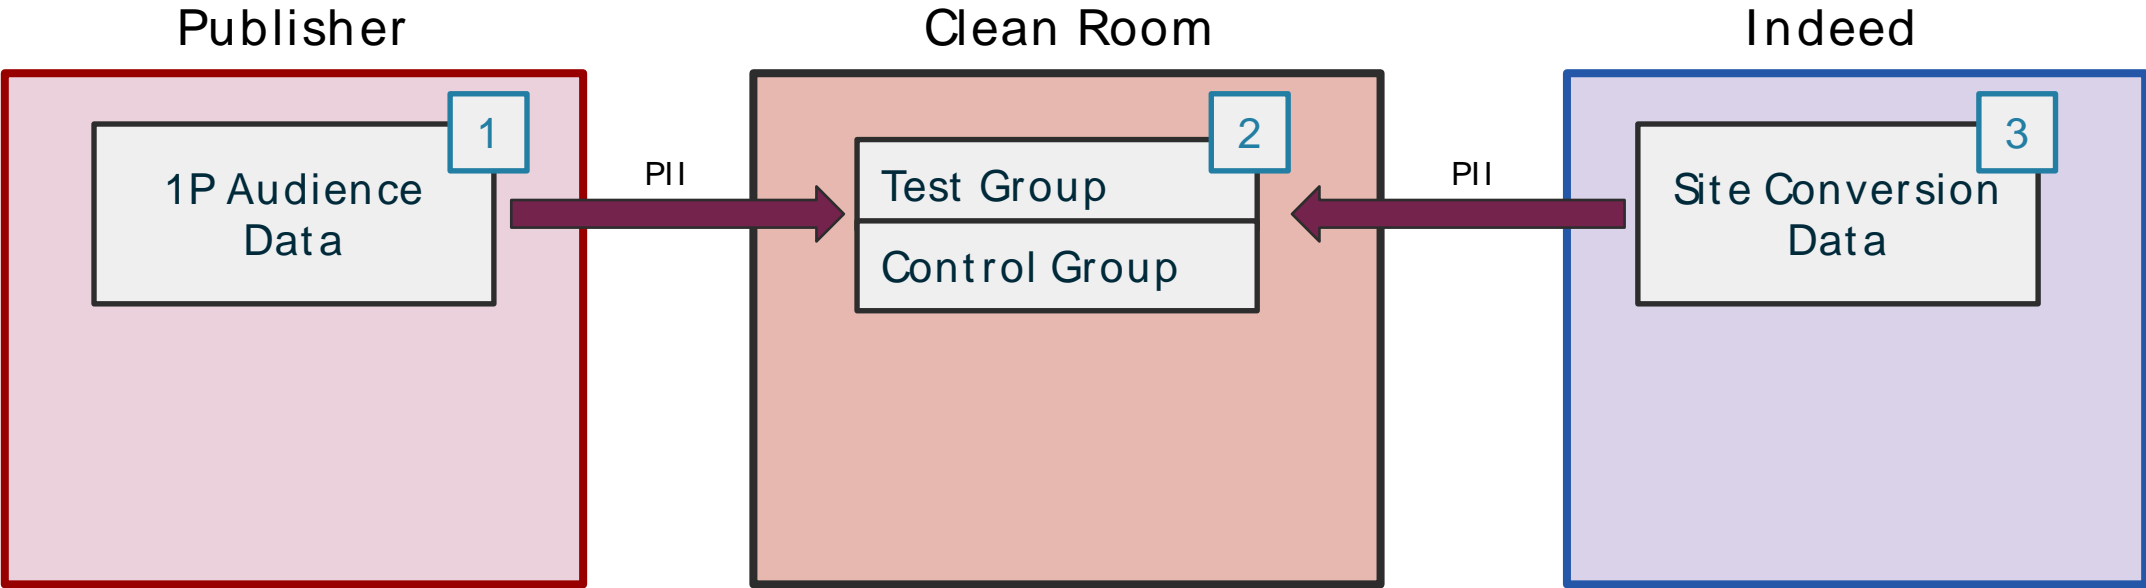 Publisher
Clean Room
Indeed
1
1P Audience
Data
PII
2
Test Group
Control Group
PII
3
Site Conversion
Data